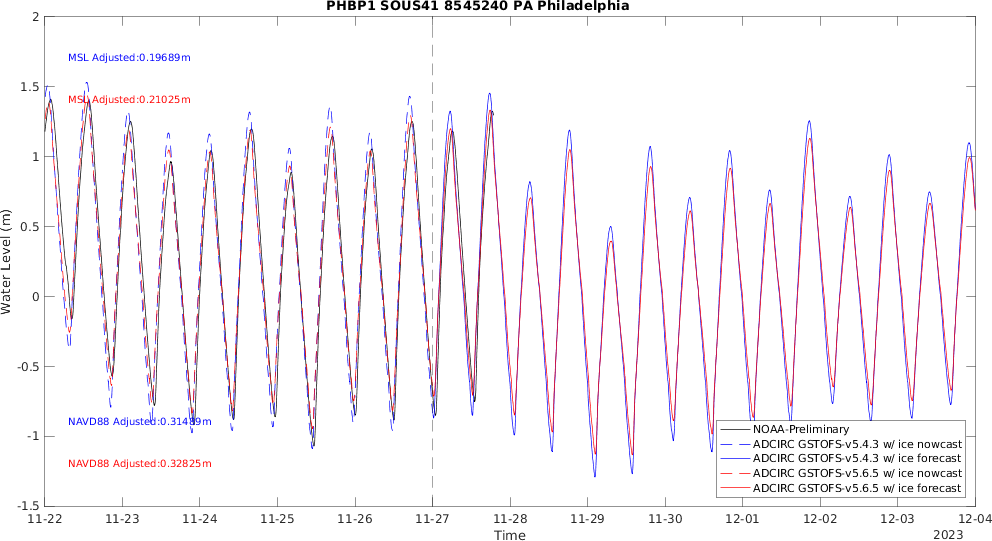 PHBP1 SOUS41 8545240 PA Philadelphia
2
1.5
1
0.5
0
-0.5
-1
-1.5
Water Level (m)
MSL Adjusted:0.19689m
MSL Adjusted:0.21025m
NAVD88 Adjusted:0.31489m
NAVD88 Adjusted:0.32825m
NOAA-Preliminary
ADCIRC GSTOFS-v5.4.3 w/ ice nowcast
ADCIRC GSTOFS-v5.4.3 w/ ice forecast
ADCIRC GSTOFS-v5.6.5 w/ ice nowcast
ADCIRC GSTOFS-v5.6.5 w/ ice forecast
11-22 11-23 11-24 11-25 11-26 11-27 11-28 11-29 11-30 12-01 12-02 12-03 12-04
Time
2023